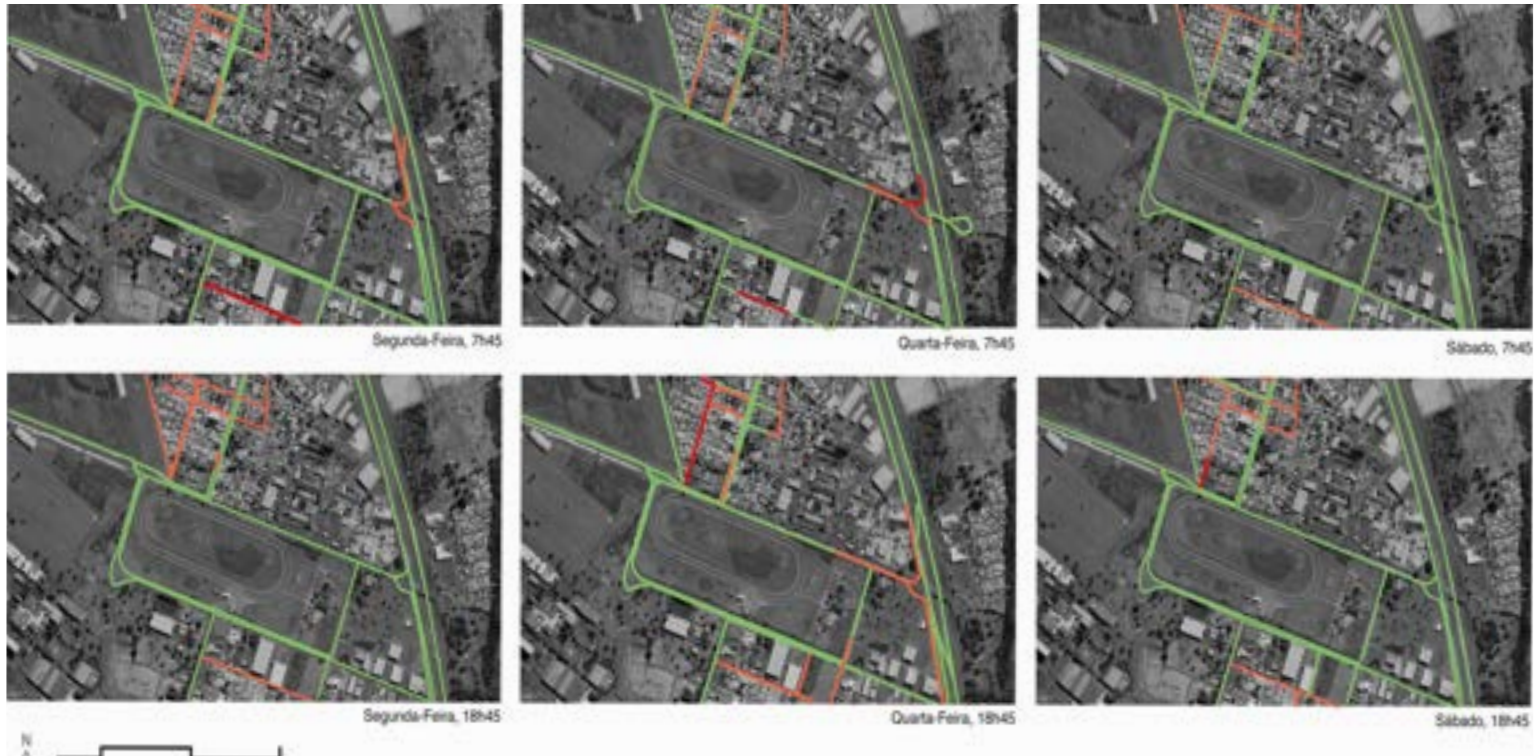 Segunda-Feira, 7h45
Quarta-Feira, 7h45
Sábado, 7h45
Segunda-Feira, 18h45
Quarta-Feira, 18h45
Sábado, 18h45
N